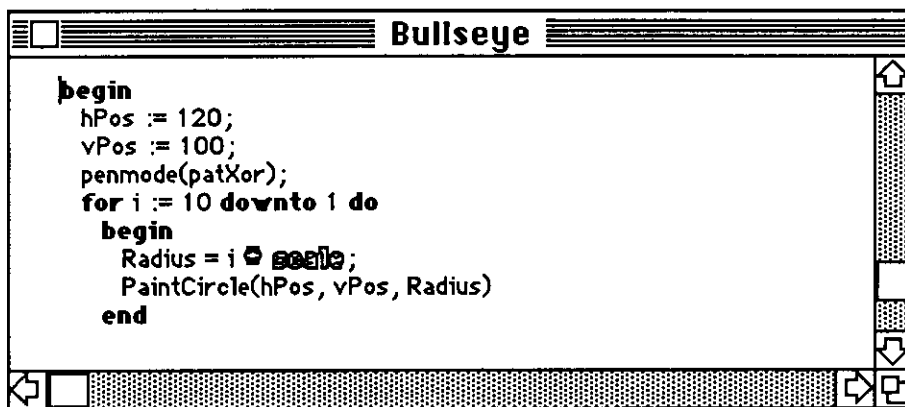 Bullseye
begin
hPos := 120;
vPos := 100;
penmode(patXor);
for i := 10 downto 1 do
begin
Radius = i * scale;
PaintCircle(hPos, vPos, Radius)
end